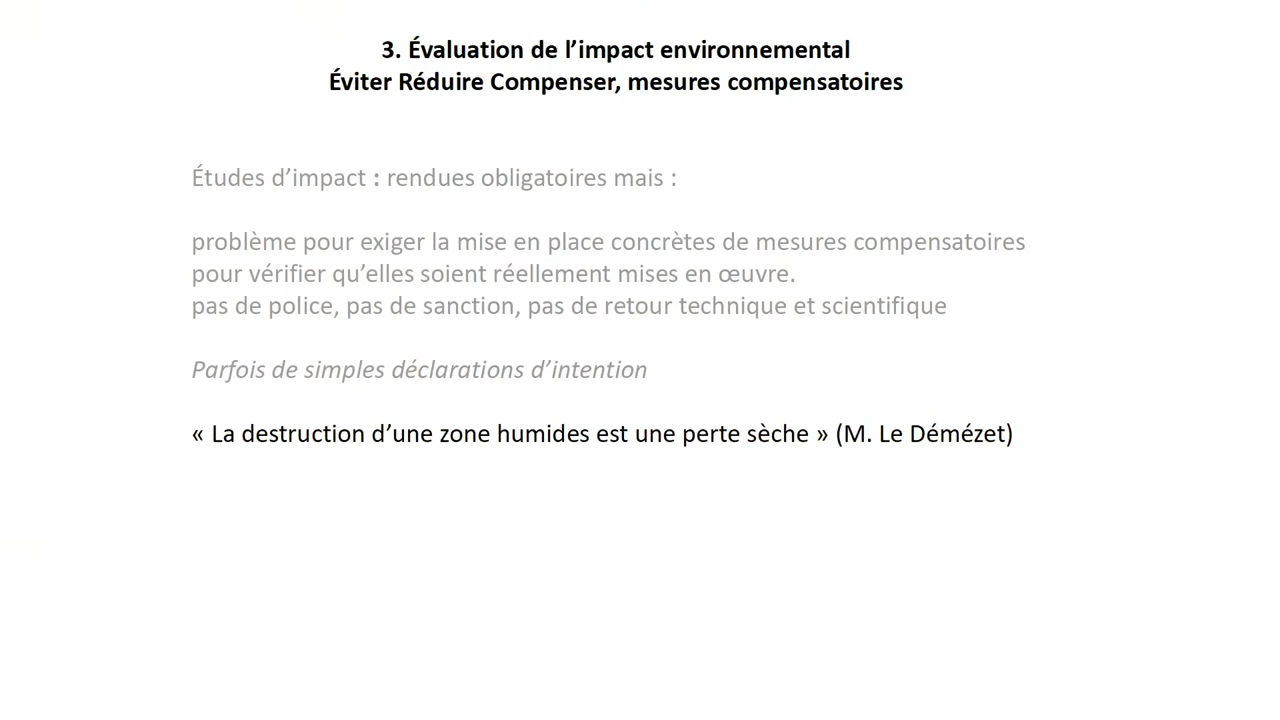 3. Évaluation de l’impact environnemental
Éviter Réduire Compenser, mesures compensatoires
Études d’impact : rendues obligatoires mais :
problème pour exiger la mise en place concrètes de mesures compensatoires
pour vérifier qu’elles soient réellement mises en œuvre.
pas de police, pas de sanction, pas de retour technique et scientifique
Parfois de simples déclarations d’intention
« La destruction d’une zone humides est une perte sèche » (M. Le Démézet)